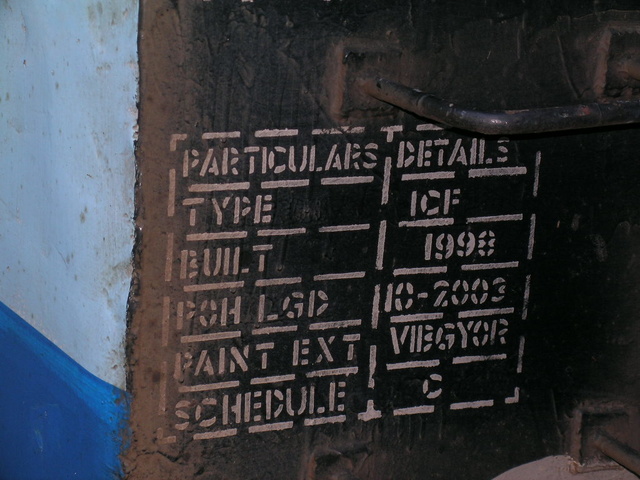 PARTICULARS DETAILS
TYPE ICF
BUILT 1998
POH LGD 10-2003
PAINT EXT VIBGYOR
SCHEDULE C